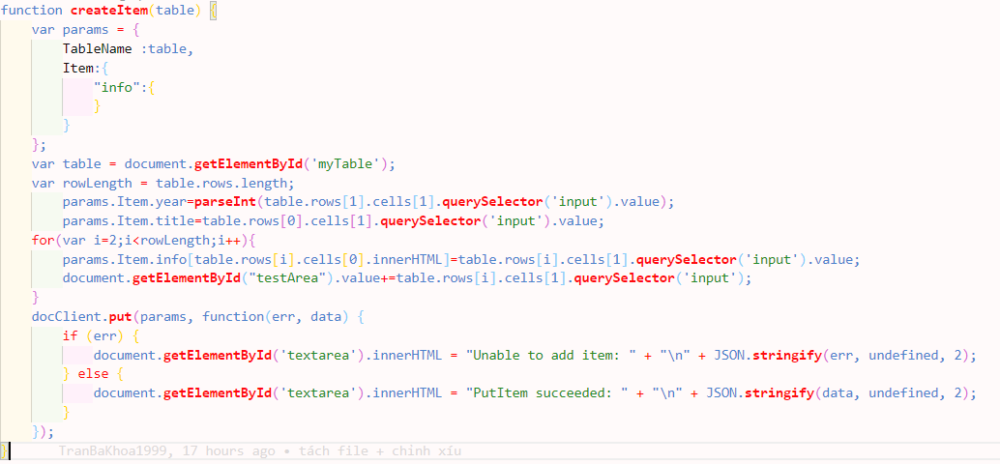 function createItem(table) {
    var params = {
        TableName :table,
        Item:{
            "info":{
            }
        }
    };
    var table = document.getElementById('myTable');
    var rowLength = table.rows.length;
        params.Item.year=parseInt(table.rows[1].cells[1].querySelector('input').value);
        params.Item.title=table.rows[0].cells[1].querySelector('input').value;
    for(var i=2;i<rowLength;i++){
        params.Item.info[table.rows[i].cells[0].innerHTML]=table.rows[i].cells[1].querySelector('input').value;
        document.getElementById("testArea").value+=table.rows[i].cells[1].querySelector('input');
    }
    docClient.put(params, function(err, data) {
        if (err) {
            document.getElementById('textarea').innerHTML = "Unable to add item: " + "\n" + JSON.stringify(err, undefined, 2);
        } else {
            document.getElementById('textarea').innerHTML = "PutItem succeeded: " + "\n" + JSON.stringify(data, undefined, 2);
        }
    });
}      TranBaKhoa1999, 17 hours ago • tách file + chỉnh xíu